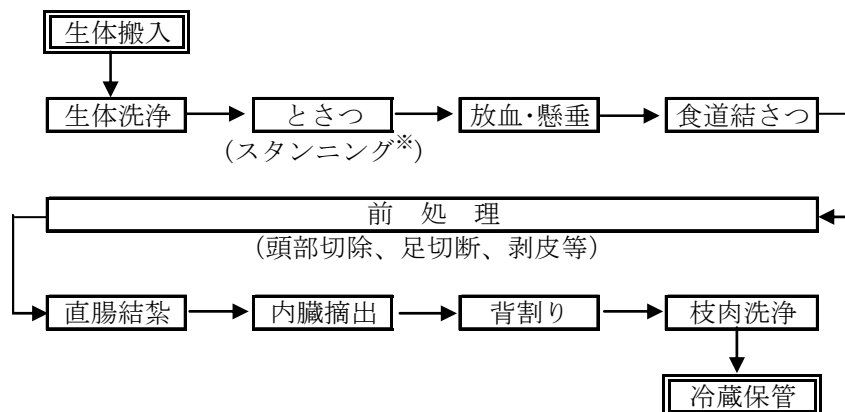 生体搬入
生体洗浄 とさつ 放血・懸垂 食道結さつ
(スタンニング※)
前 処 理
(頭部切除、足切断、剥皮等)
直腸結紮 内臓摘出 背割り 枝肉洗浄
冷蔵保管